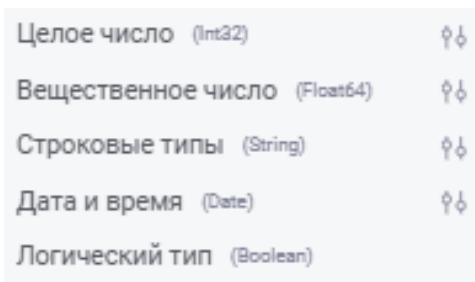 Целое число (Int32)
Вещественное число (Float64)
Строковые типы (String)
Дата и время (Date)
Логический тип (Boolean)